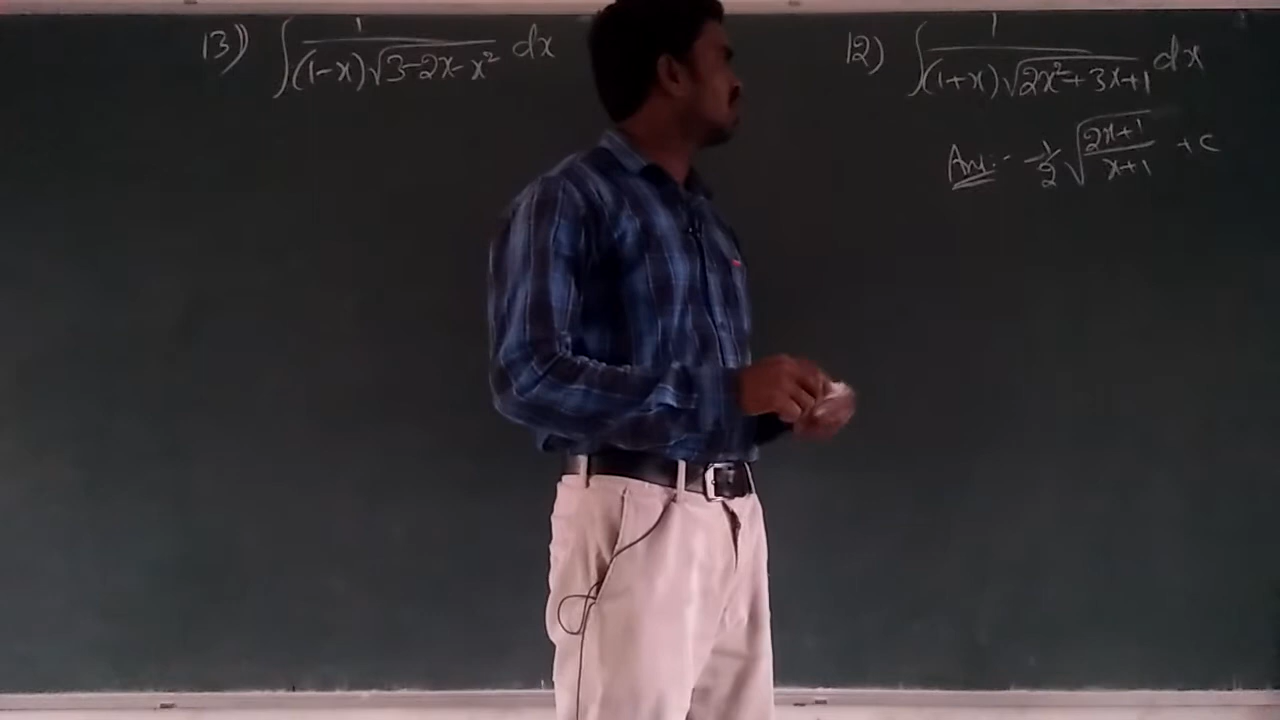 13) ∫ 1/((1-x)√(3-2x-x²)) dx
12) ∫ 1/((1+x)√(2x²+3x+1)) dx
Ans:- -1/2 √((2x+1)/(x+1)) + c